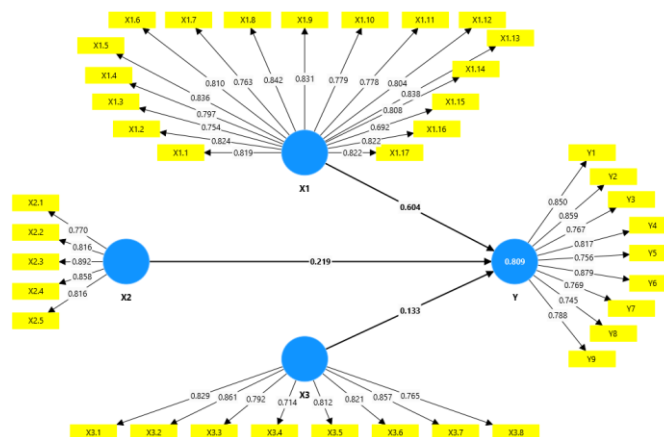 X1.6
X1.7
X1.8
X1.9
X1.10
X1.11
X1.12
X1.13
X1.5
X1.4
X1.3
X1.2
X1.1
X1.14
X1.15
X1.16
X1.17
0.810
0.763
0.842
0.831
0.779
0.778
0.804
0.838
0.836
0.808
0.797
0.754
0.692
0.824
0.822
0.819
0.822
X1
0.604
X2.1
X2.2
X2.3
X2.4
X2.5
0.770
0.816
0.892
0.858
0.816
X2
0.219
Y1
Y2
Y3
Y4
Y5
Y6
Y7
Y8
Y9
0.850
0.859
0.767
0.817
0.756
0.879
0.769
0.745
0.788
0.809
Y
0.133
X3
0.829
0.861
0.792
0.714
0.812
0.821
0.857
0.765
X3.1
X3.2
X3.3
X3.4
X3.5
X3.6
X3.7
X3.8